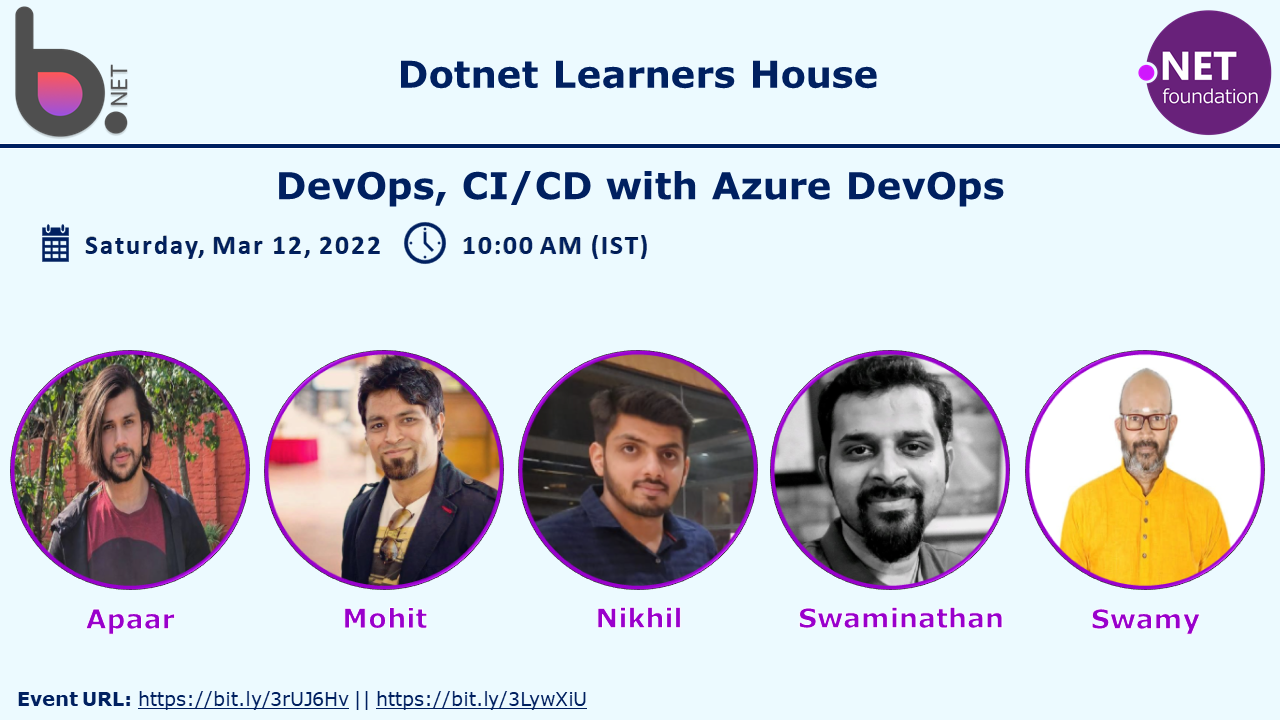 b.NET
Dotnet Learners House
.NET
foundation
DevOps, CI/CD with Azure DevOps
Saturday, Mar 12, 2022 10:00 AM (IST)
Apaar Mohit Nikhil Swaminathan Swamy
Event URL: https://bit.ly/3rUJ6Hv || https://bit.ly/3LywXiU